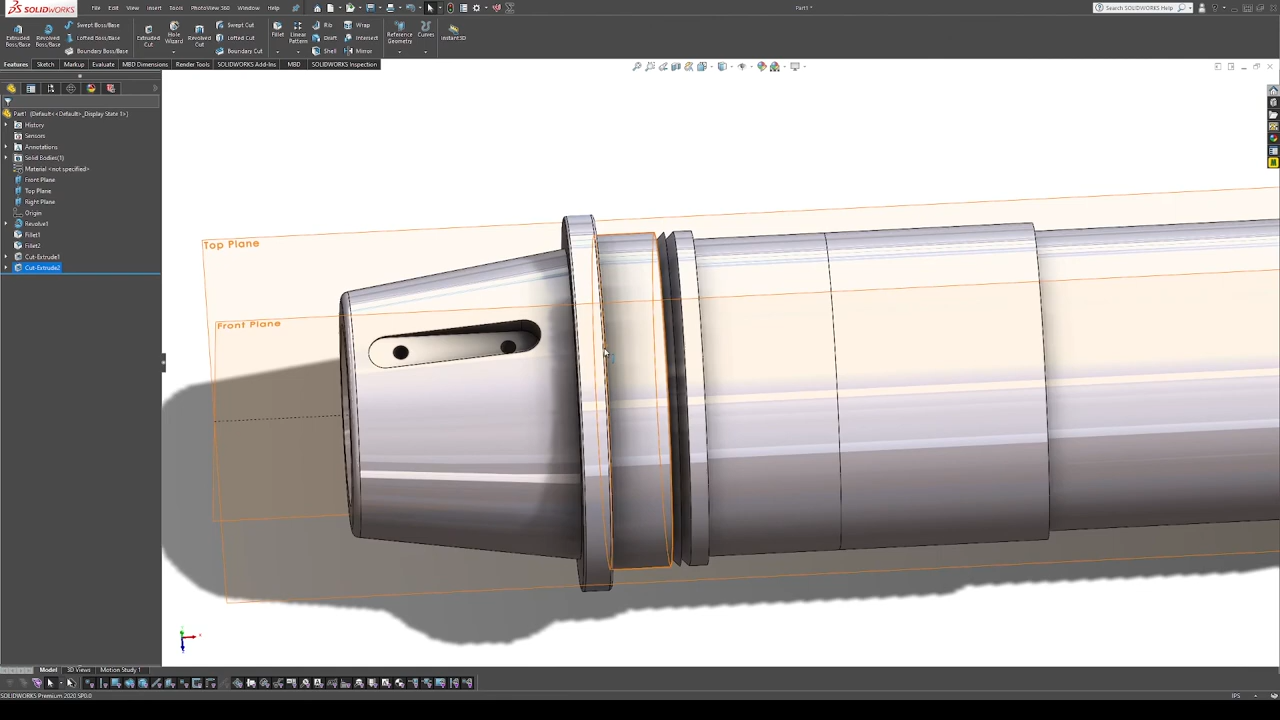 SOLIDWORKS File Edit View Insert Tools PhotoView 360 Window Help Part1 * Search SOLIDWORKS Help
Extruded Boss/Base Revolved Boss/Base Swept Boss/Base Lofted Boss/Base Boundary Boss/Base Extruded Cut Hole Wizard Revolved Cut Swept Cut Lofted Cut Boundary Cut Fillet Linear Pattern Rib Draft Shell Wrap Intersect Mirror Reference Geometry Curves Instant3D
Features Sketch Markup Evaluate MBD Dimensions Render Tools SOLIDWORKS Add-Ins MBD SOLIDWORKS Inspection
Part1 (Default<<Default>_Display State 1>)
History
Sensors
Annotations
Solid Bodies(1)
Material <not specified>
Front Plane
Top Plane
Right Plane
Origin
Revolve1
Fillet1
Fillet2
Cut-Extrude1
Cut-Extrude2
Top Plane
Front Plane
Model 3D Views Motion Study 1
SOLIDWORKS Premium 2020 SP0.0 IPS